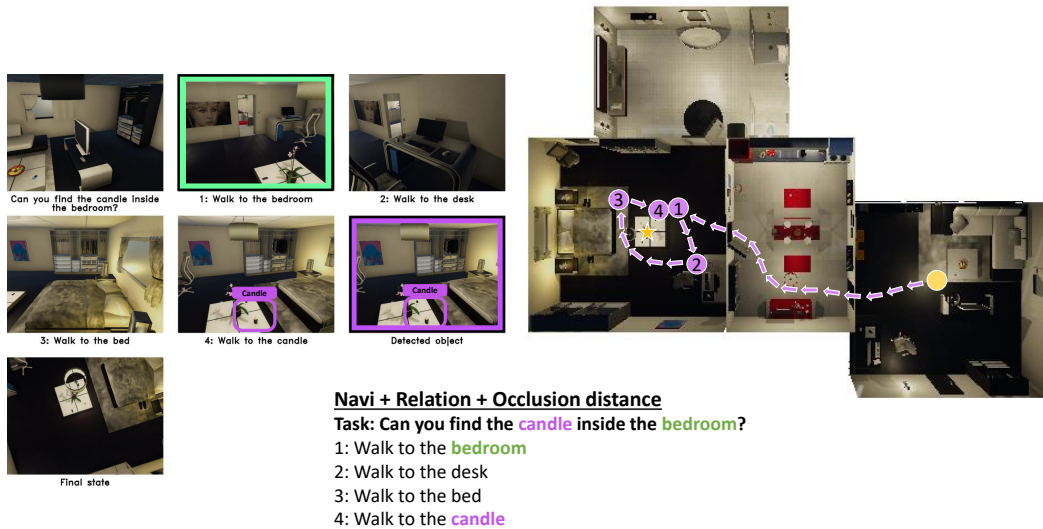 Can you find the candle inside
the bedroom?
1: Walk to the bedroom
2: Walk to the desk
Candle
Candle
3: Walk to the bed
4: Walk to the candle
Detected object
Final state
3
4
1
2
Navi + Relation + Occlusion distance
Task: Can you find the candle inside the bedroom?
1: Walk to the bedroom
2: Walk to the desk
3: Walk to the bed
4: Walk to the candle